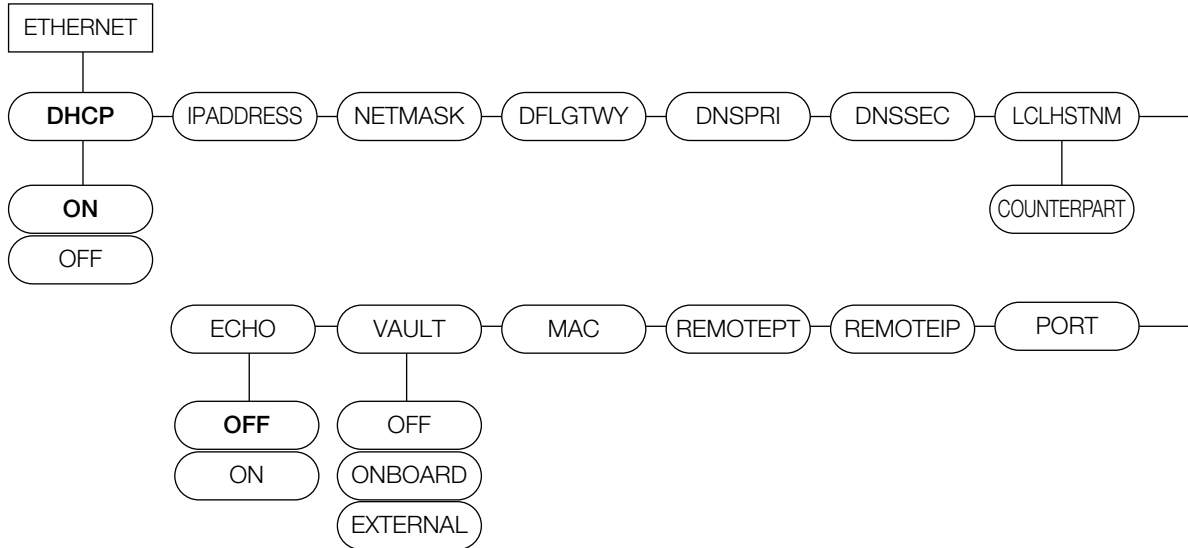 ETHERNET
DHCP
IPADDRESS
NETMASK
DFLGTWY
DNSPRI
DNSSEC
LCLHSTNM
ON
OFF
COUNTERPART
ECHO
VAULT
MAC
REMOTEPT
REMOTEIP
PORT
OFF
ON
OFF
ONBOARD
EXTERNAL